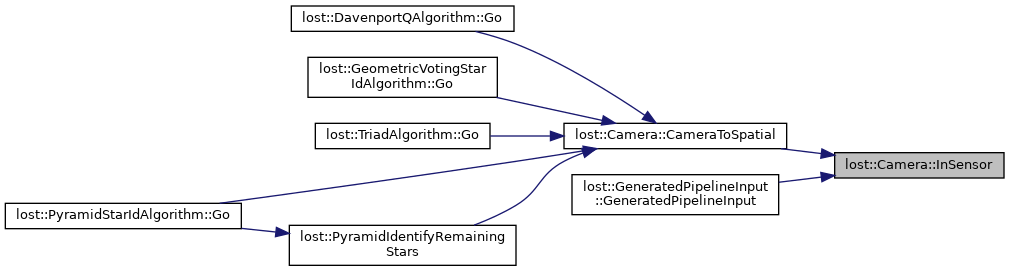 lost::DavenportQAlgorithm::Go
lost::GeometricVotingStar
IdAlgorithm::Go
lost::TriadAlgorithm::Go
lost::Camera::CameraToSpatial
lost::Camera::InSensor
lost::GeneratedPipelineInput
::GeneratedPipelineInput
lost::PyramidStarIdAlgorithm::Go
lost::PyramidIdentifyRemaining
Stars